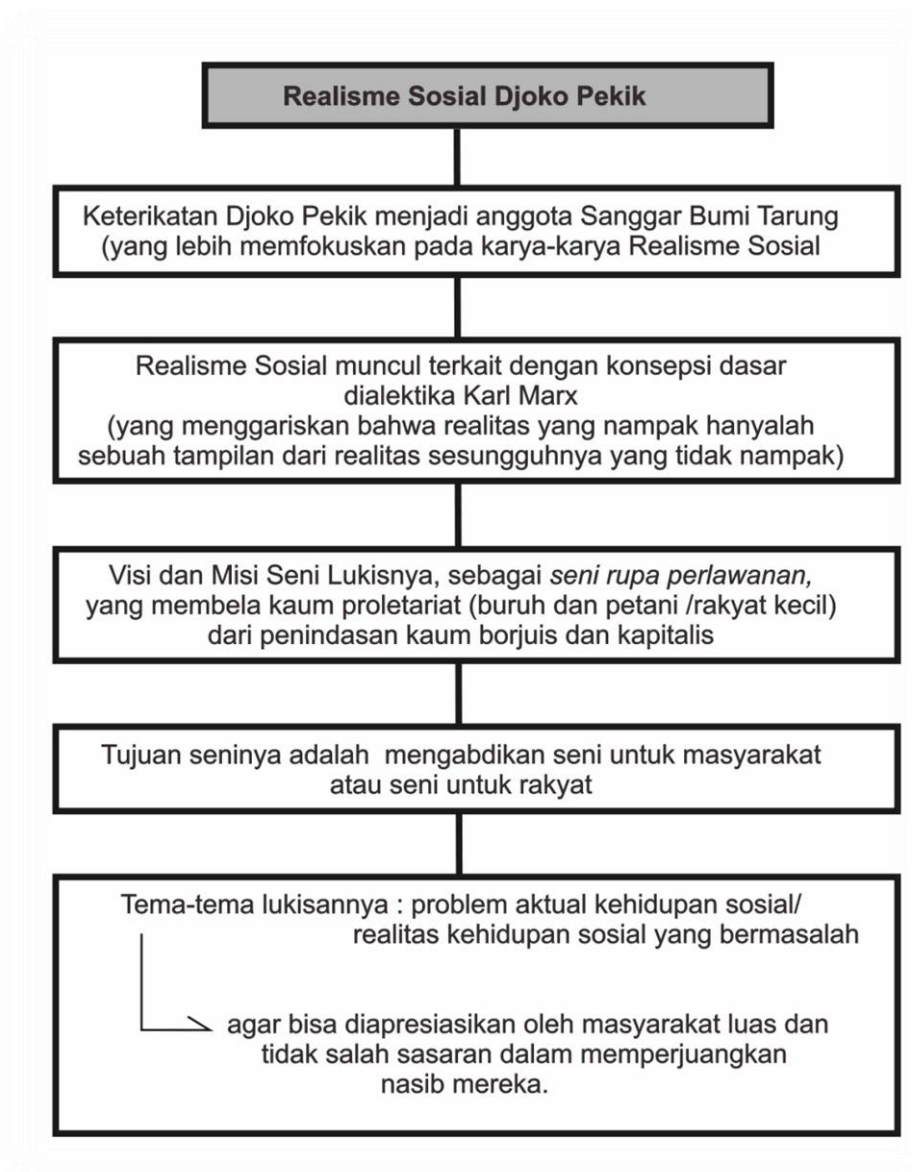 Realisme Sosial Djoko Pekik
Keterikatan Djoko Pekik menjadi anggota Sanggar Bumi Tarung
(yang lebih memfokuskan pada karya-karya Realisme Sosial
Realisme Sosial muncul terkait dengan konsepsi dasar
dialektika Karl Marx
(yang menggariskan bahwa realitas yang nampak hanyalah
sebuah tampilan dari realitas sesungguhnya yang tidak nampak)
Visi dan Misi Seni Lukisnya, sebagai seni rupa perlawanan,
yang membela kaum proletariat (buruh dan petani /rakyat kecil)
dari penindasan kaum borjuis dan kapitalis
Tujuan seninya adalah mengabdikan seni untuk masyarakat
atau seni untuk rakyat
Tema-tema lukisannya : problem aktual kehidupan sosial/
realitas kehidupan sosial yang bermasalah
agar bisa diapresiasikan oleh masyarakat luas dan
tidak salah sasaran dalam memperjuangkan
nasib mereka.